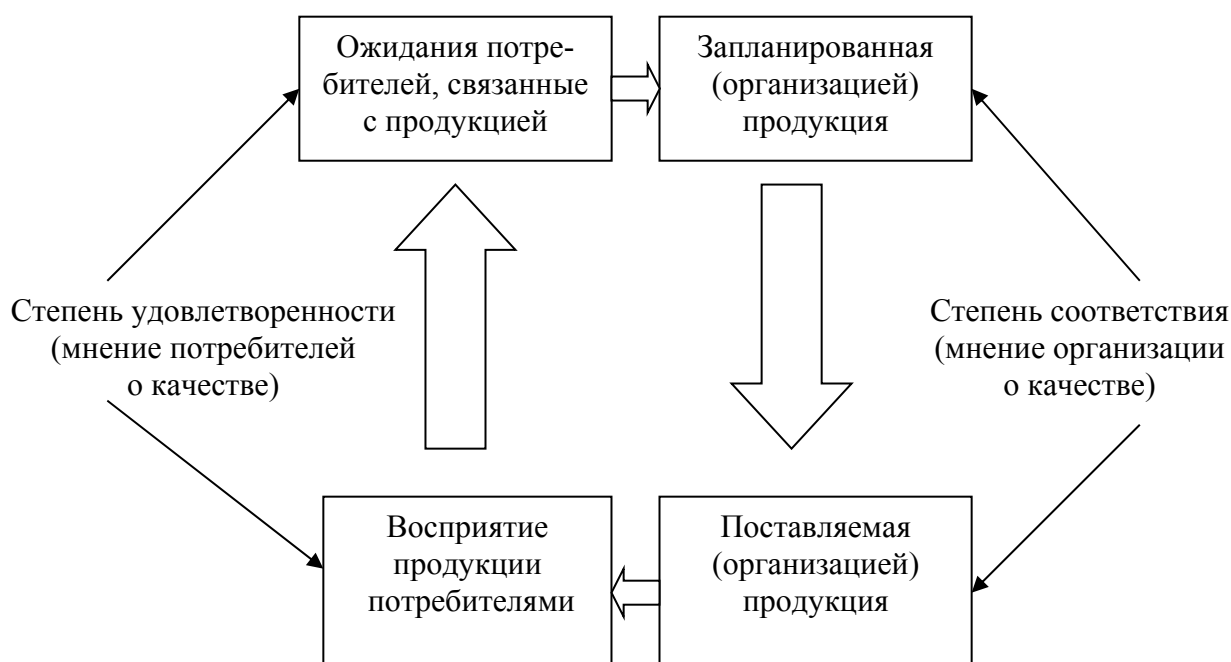 Ожидания потре-
бителей, связанные
с продукцией
Запланированная
(организацией)
продукция
Степень удовлетворенности
(мнение потребителей
о качестве)
Степень соответствия
(мнение организации
о качестве)
Восприятие
продукции
потребителями
Поставляемая
(организацией)
продукция